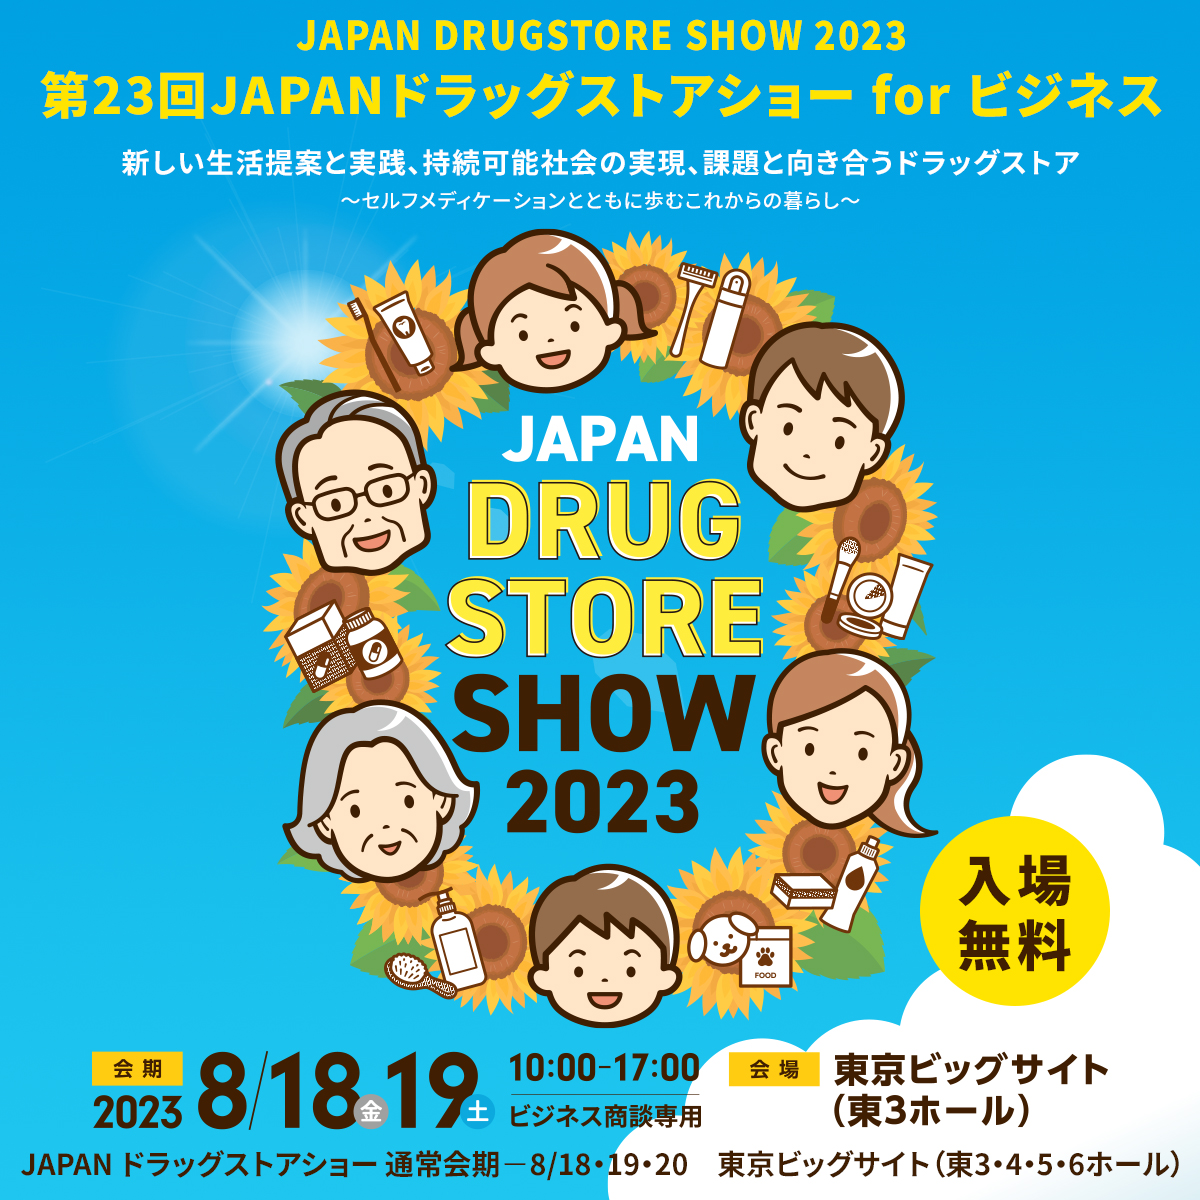 JAPAN DRUGSTORE SHOW 2023
第23回JAPANドラッグストアショー for ビジネス
新しい生活提案と実践、持続可能社会の実現、課題と向き合うドラッグストア
～セルフメディケーションとともに歩むこれからの暮らし～
JAPAN
DRUG
STORE
SHOW
2023
FOOD
入場
無料
会期
2023 8/18金19土
10:00-17:00
ビジネス商談専用
会場
東京ビッグサイト
（東3ホール）
JAPAN ドラッグストアショー 通常会期－8/18・19・20 東京ビッグサイト（東3・4・5・6ホール）